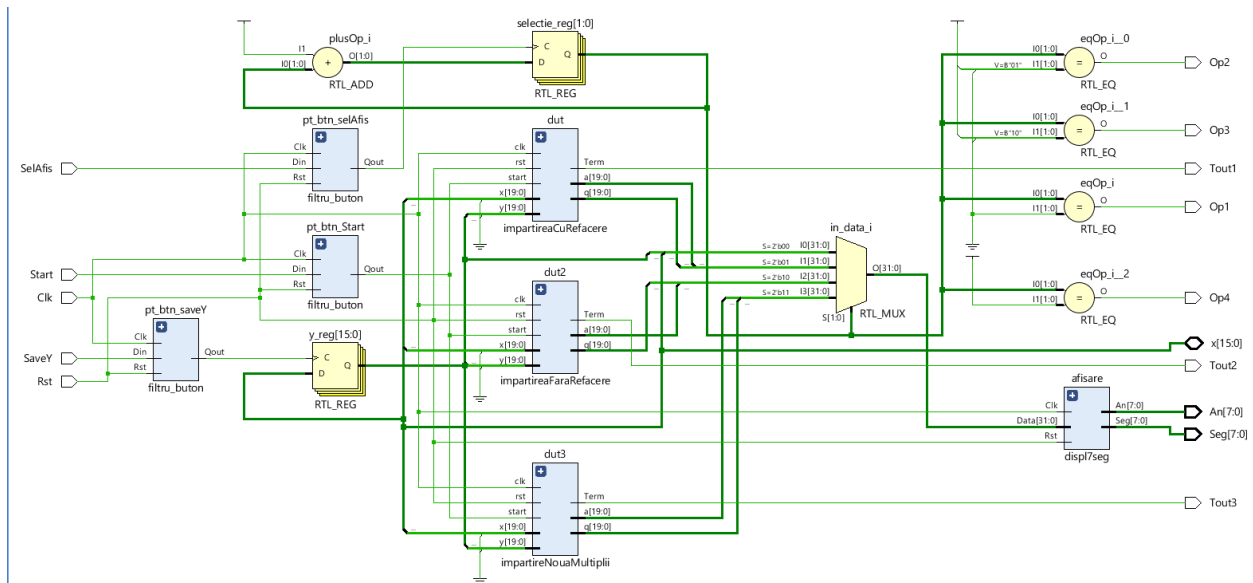 selectie_reg[1:0]
plusOp_i
I1
I0[1:0]
+
O[1:0]
RTL_ADD
C
D
Q
RTL_REG
eqOp_i__0
I0[1:0]
V=B"01"
I1[1:0]
=
O
RTL_EQ
Op2
pt_btn_selAfis
Clk
Din
Rst
Qout
filtru_buton
SelAfis
dut
clk
rst
start
x[19:0]
y[19:0]
Term
a[19:0]
q[19:0]
impartireaCuRefacere
eqOp_i__1
I0[1:0]
V=B"10"
I1[1:0]
=
O
RTL_EQ
Op3
Tout1
eqOp_i
I0[1:0]
I1[1:0]
=
O
RTL_EQ
Op1
pt_btn_Start
Clk
Din
Rst
Qout
filtru_buton
Start
Clk
in_data_i
S=2'b00
I0[31:0]
S=2'b01
I1[31:0]
S=2'b10
I2[31:0]
S=2'b11
I3[31:0]
S[1:0]
O[31:0]
RTL_MUX
eqOp_i__2
I0[1:0]
I1[1:0]
=
O
RTL_EQ
Op4
dut2
clk
rst
start
x[19:0]
y[19:0]
Term
a[19:0]
q[19:0]
impartireaFaraRefacere
pt_btn_saveY
Clk
Din
Rst
Qout
filtru_buton
SaveY
Rst
y_reg[15:0]
C
D
Q
RTL_REG
x[15:0]
Tout2
afisare
Clk
Data[31:0]
Rst
An[7:0]
Seg[7:0]
displ7seg
An[7:0]
Seg[7:0]
dut3
clk
rst
start
x[19:0]
y[19:0]
Term
a[19:0]
q[19:0]
impartireNouaMultiplii
Tout3